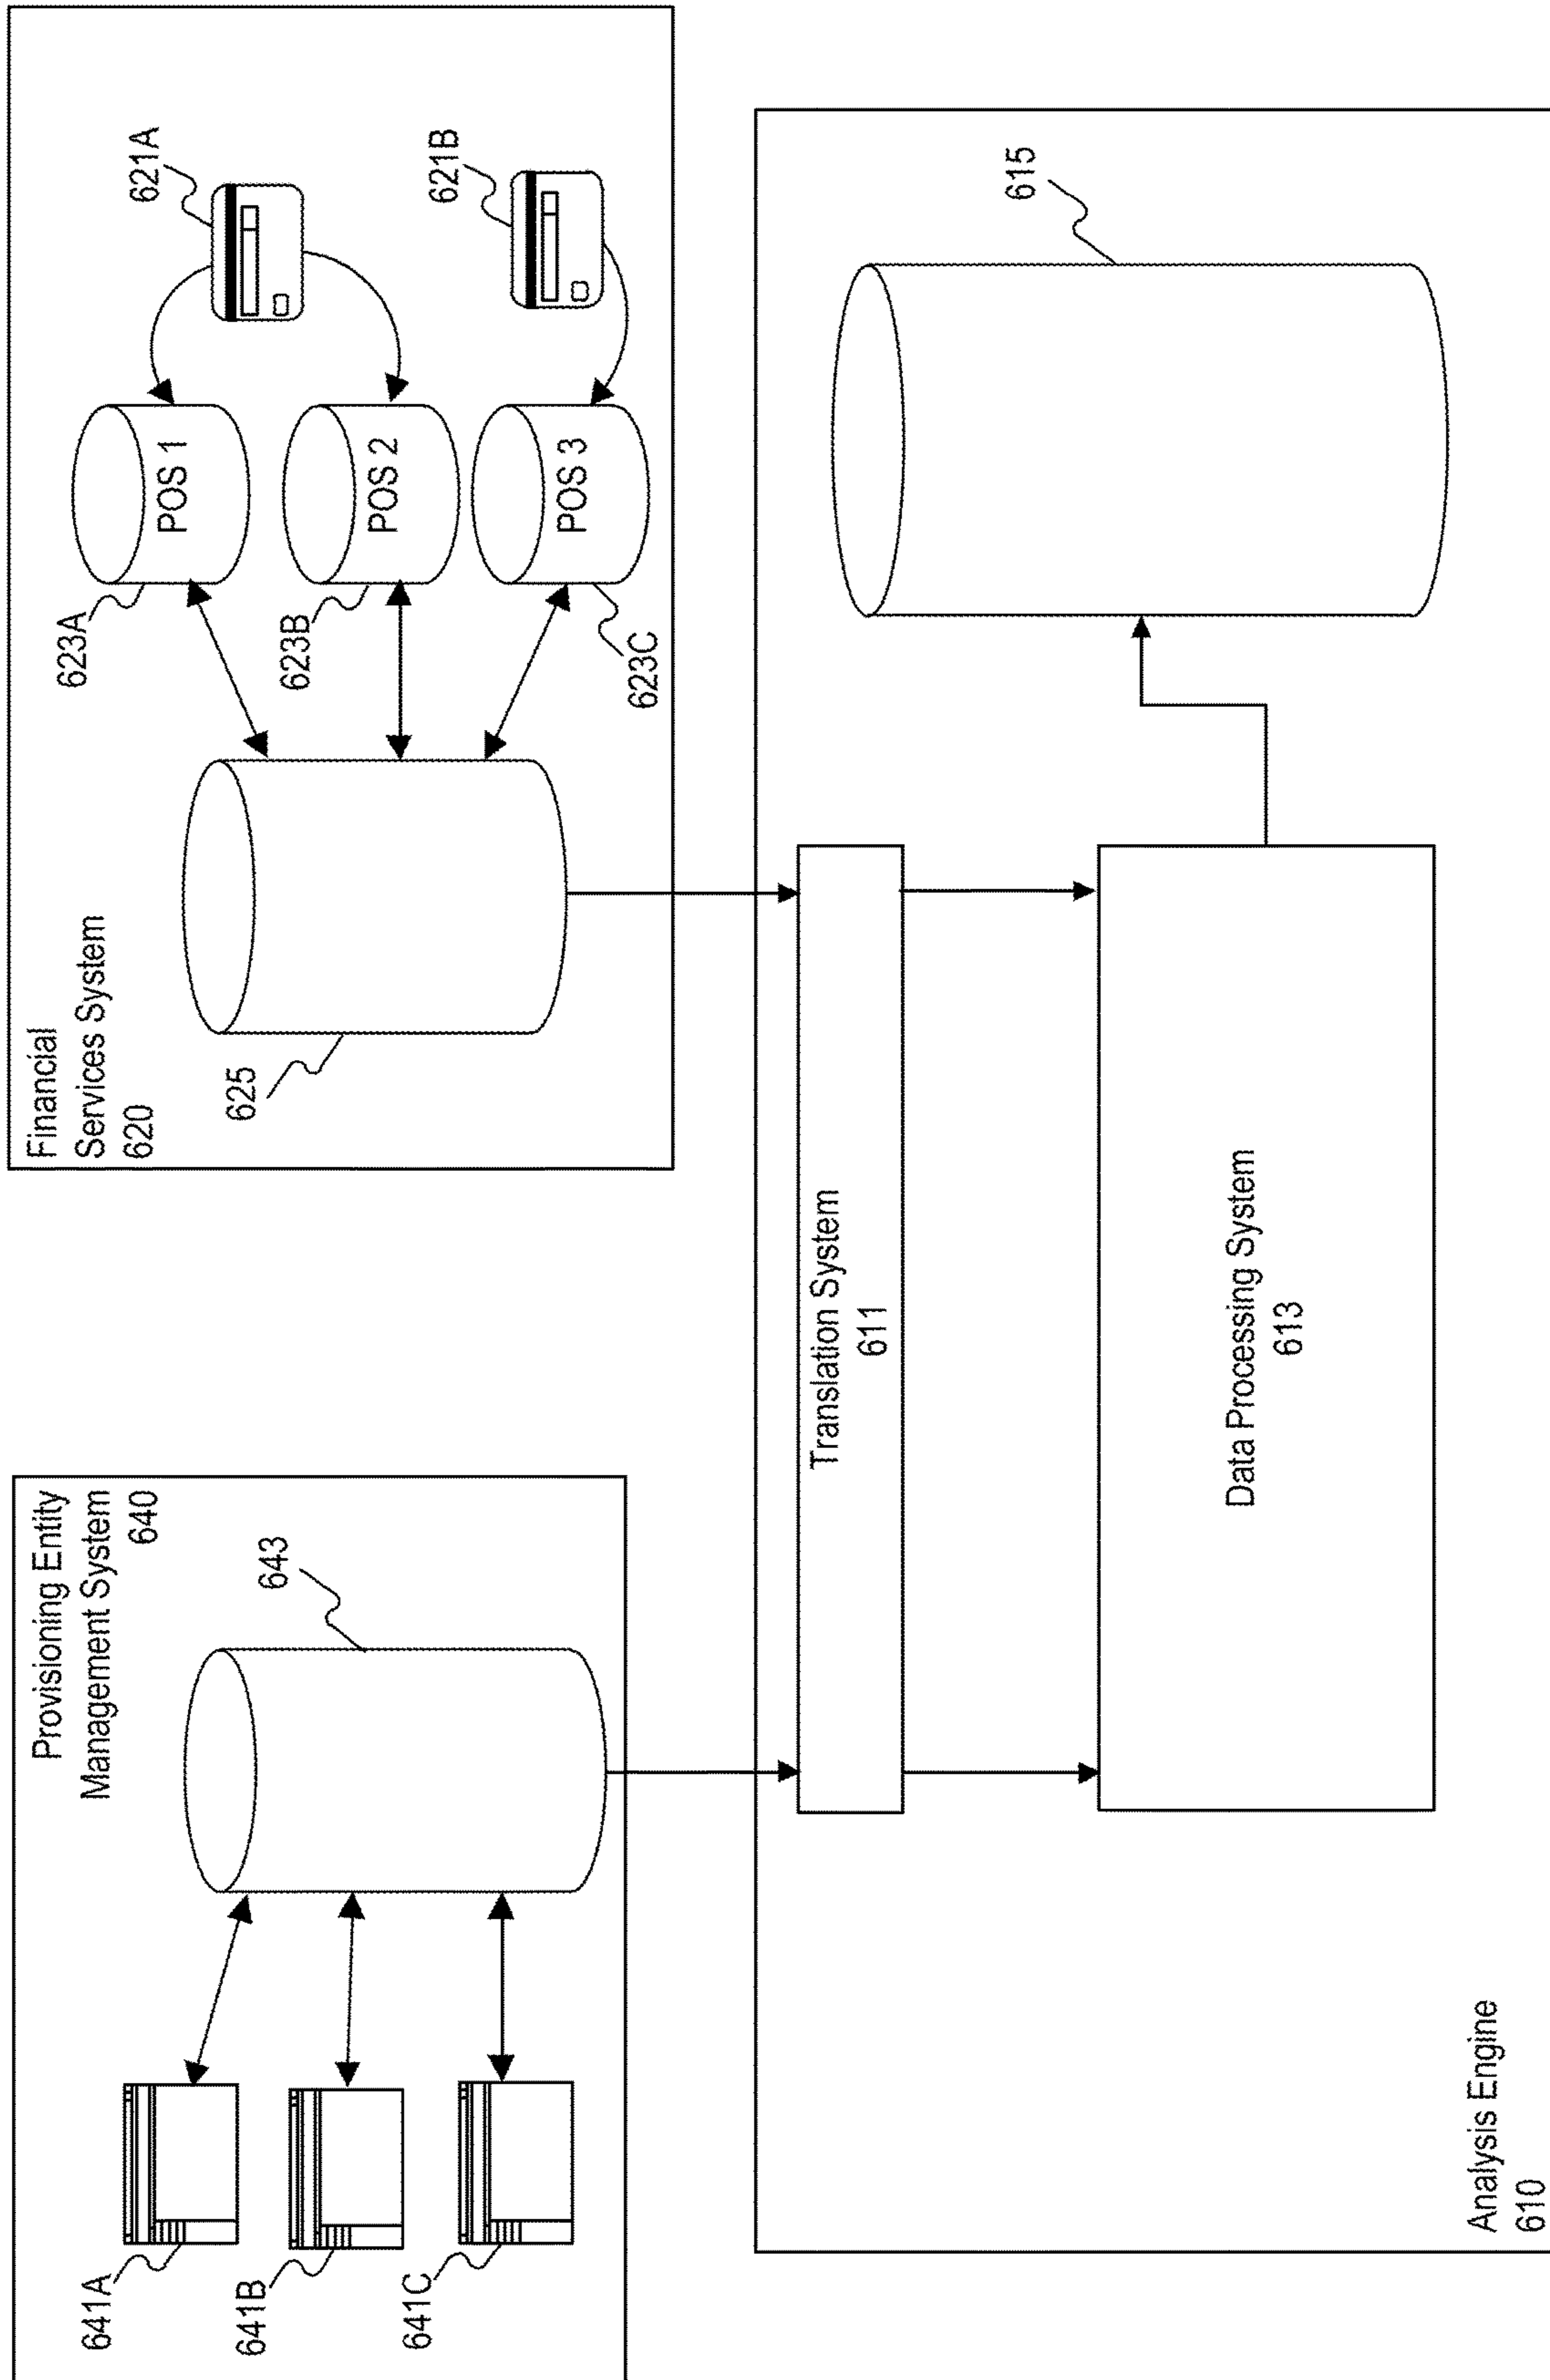 Provisioning Entity
Management System
640
643
641A
641B
641C
Financial
Services System
620
625
623A
623B
623C
POS 1
POS 2
POS 3
621A
621B
Translation System
611
Data Processing System
613
615
Analysis Engine
610